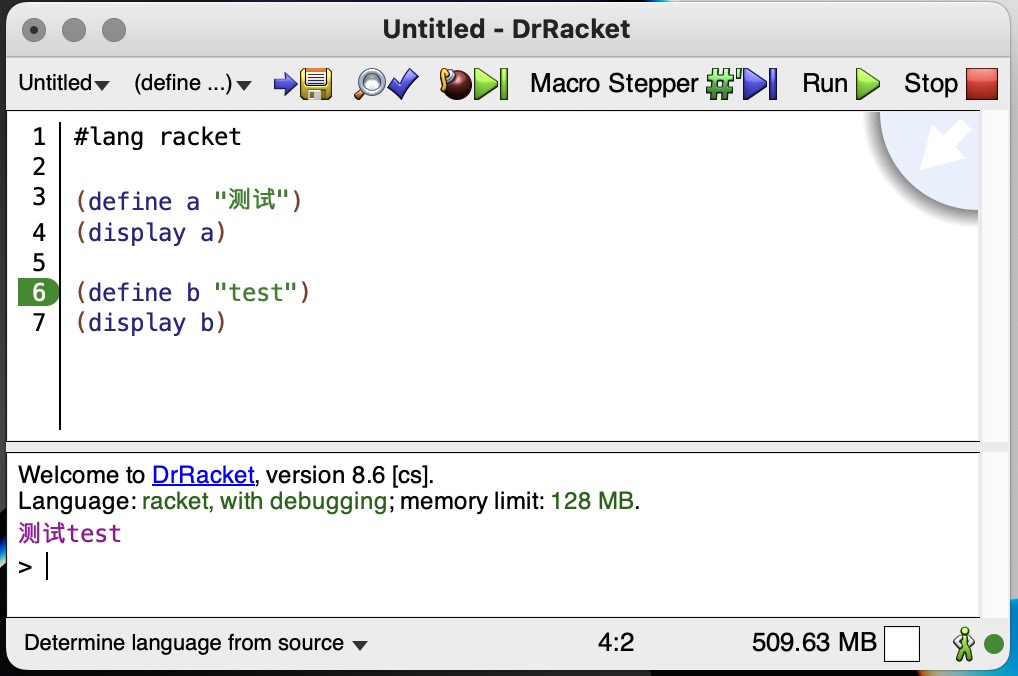 Untitled - DrRacket
Untitled (define ...) Macro Stepper #' Run Stop
1 #lang racket
2
3 (define a "测试")
4 (display a)
5
6 (define b "test")
7 (display b)
Welcome to DrRacket, version 8.6 [cs].
Language: racket, with debugging; memory limit: 128 MB.
测试test
>
Determine language from source 4:2 509.63 MB